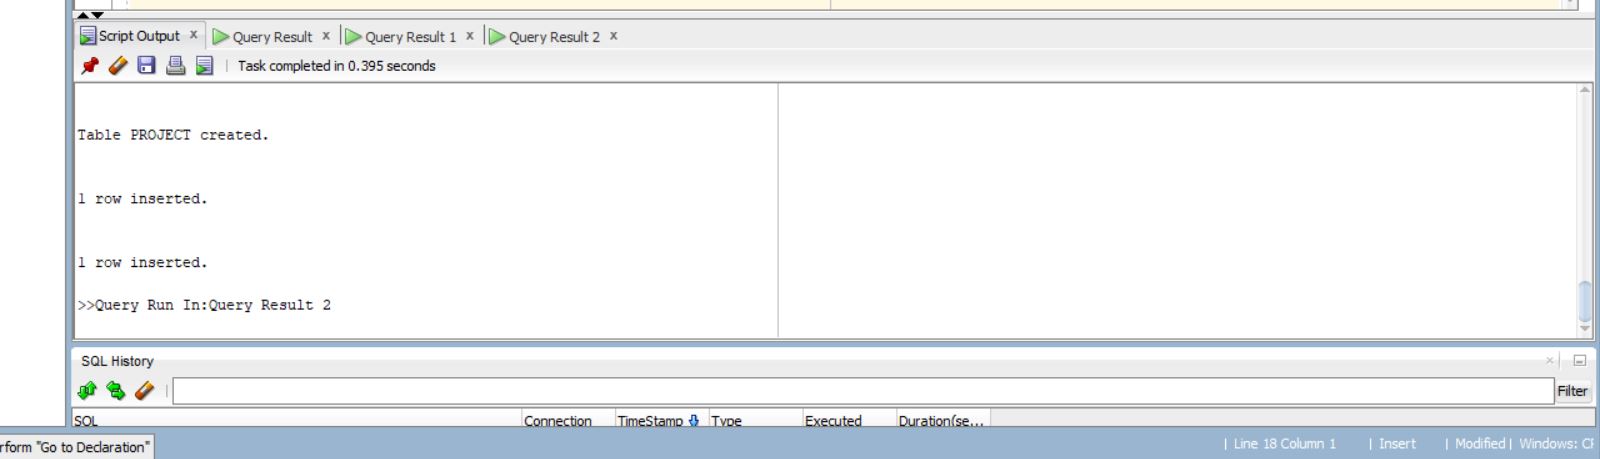 Script Output x Query Result x Query Result 1 x Query Result 2 x
Task completed in 0.395 seconds
Table PROJECT created.
1 row inserted.
1 row inserted.
>>Query Run In:Query Result 2
SQL History
Filter
SQL Connection TimeStamp Type Executed Duration(se...
rform "Go to Declaration" | Line 18 Column 1 | Insert | Modified | Windows: